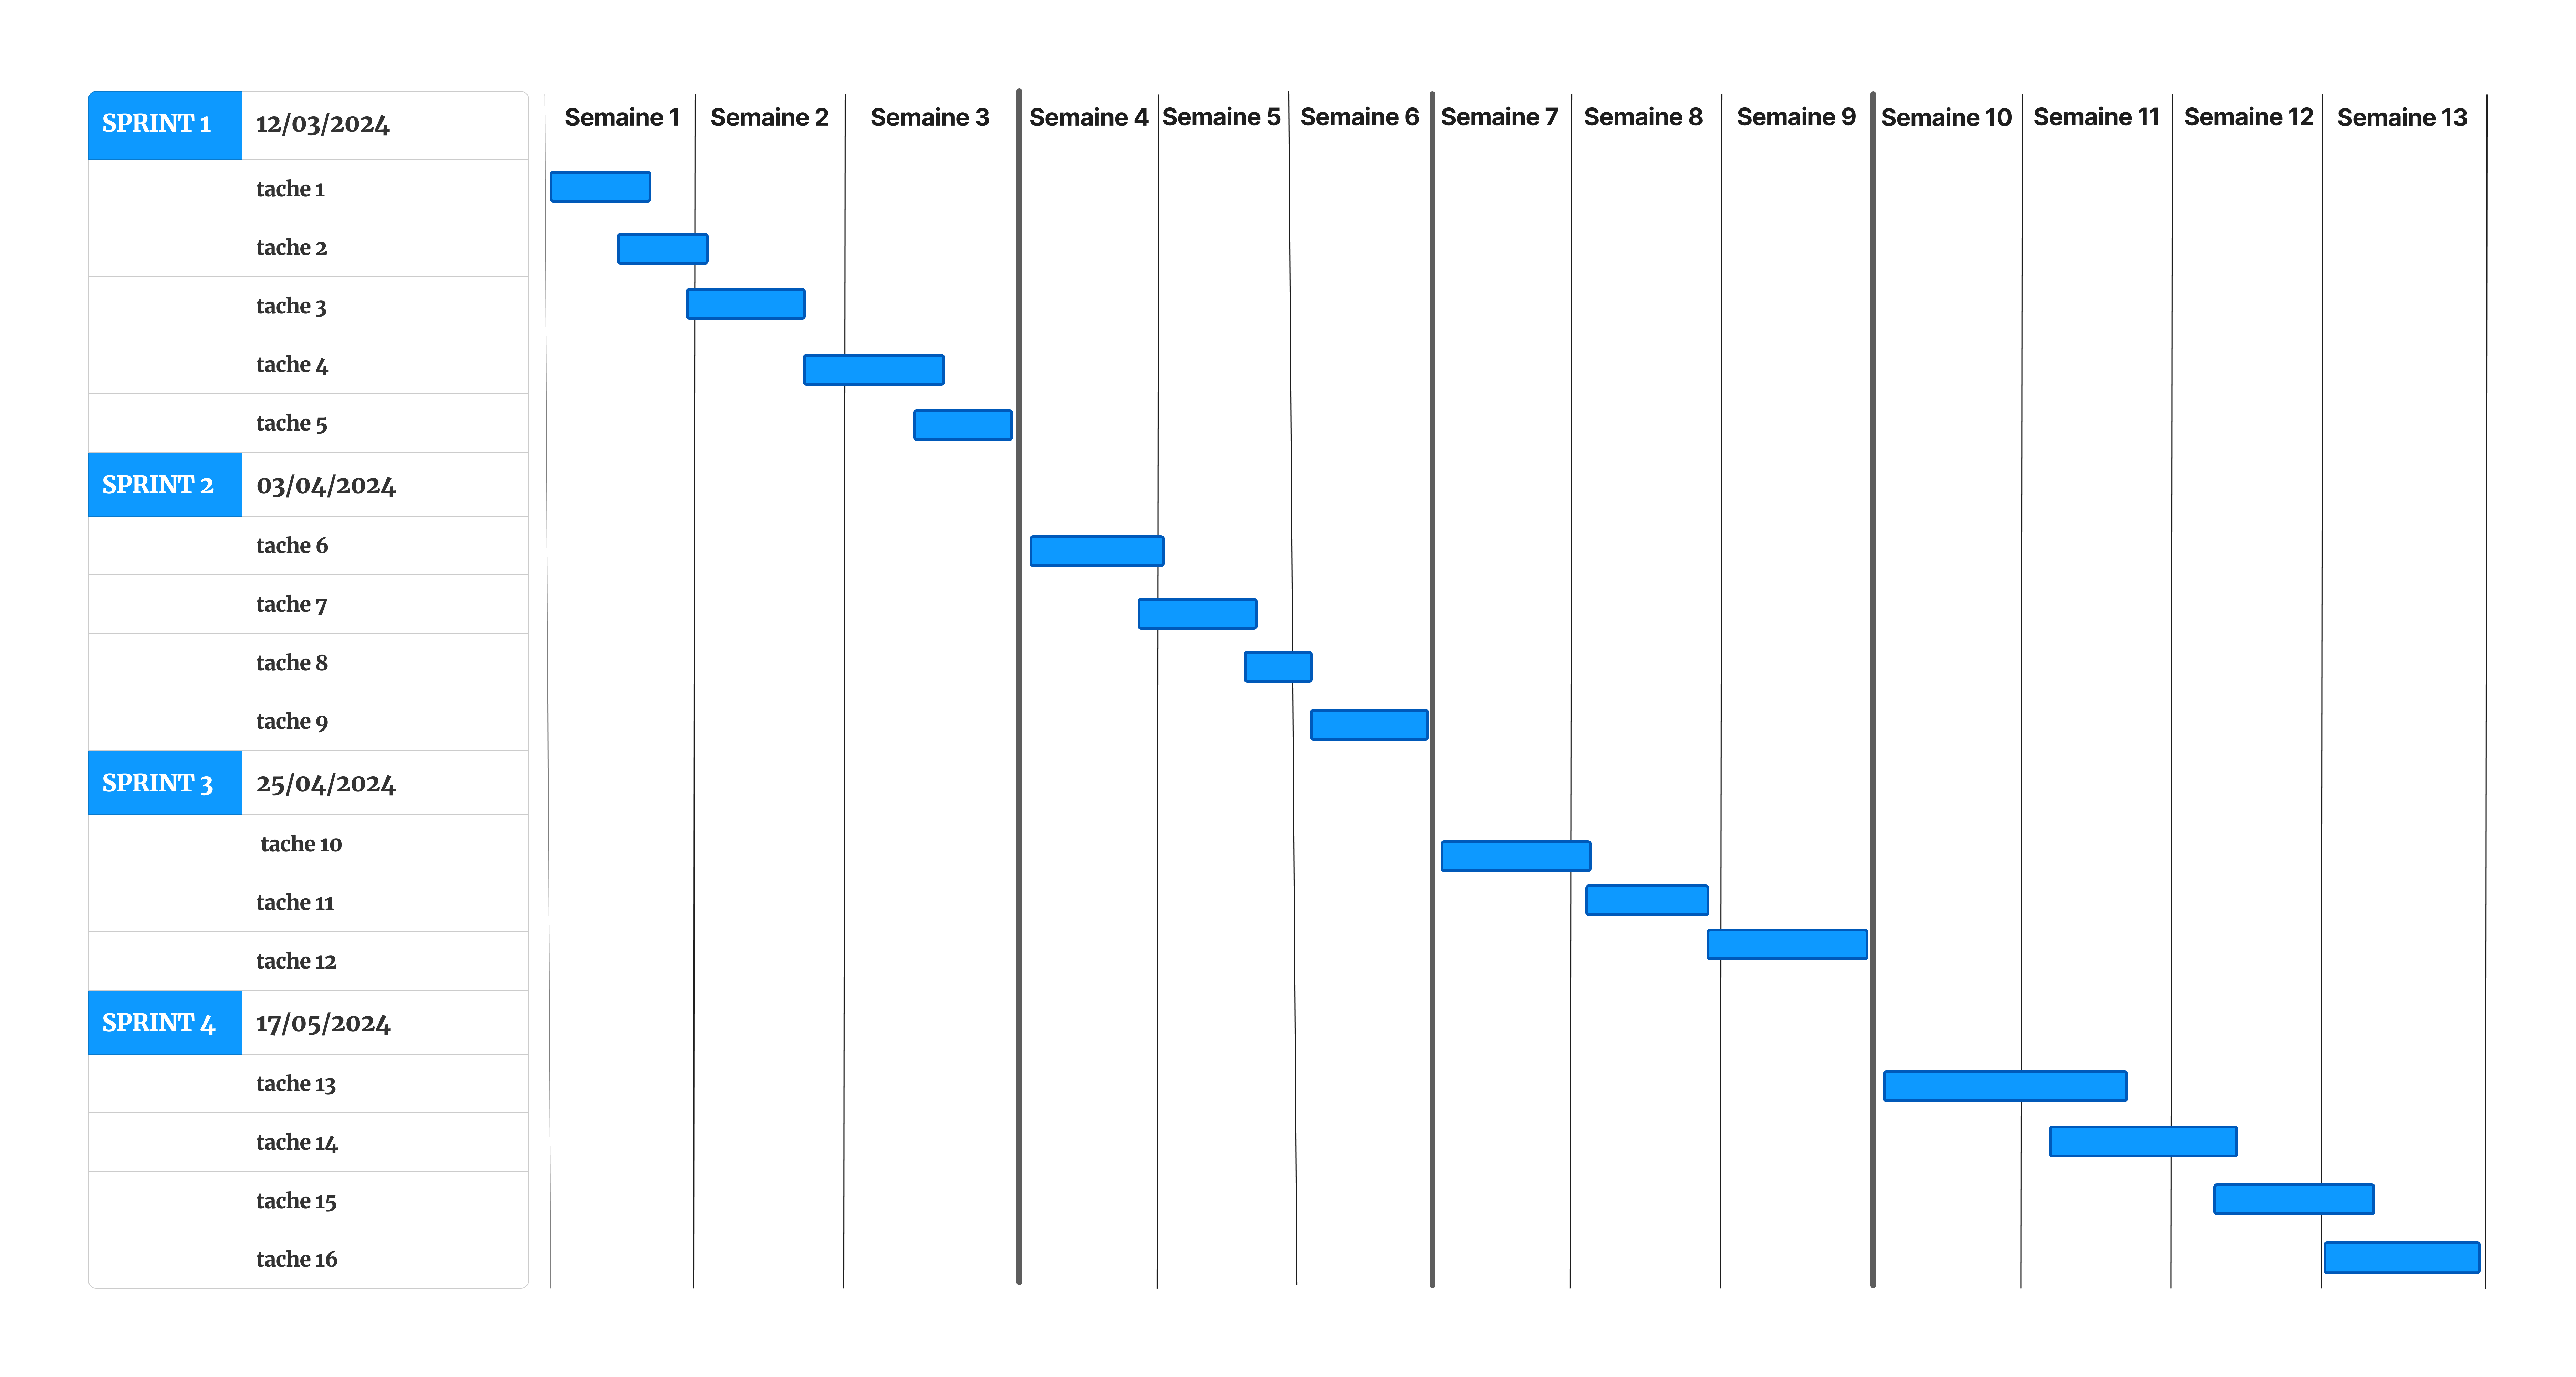 SPRINT 1 12/03/2024 Semaine 1 Semaine 2 Semaine 3 Semaine 4 Semaine 5 Semaine 6 Semaine 7 Semaine 8 Semaine 9 Semaine 10 Semaine 11 Semaine 12 Semaine 13
tache 1
tache 2
tache 3
tache 4
tache 5
SPRINT 2 03/04/2024
tache 6
tache 7
tache 8
tache 9
SPRINT 3 25/04/2024
tache 10
tache 11
tache 12
SPRINT 4 17/05/2024
tache 13
tache 14
tache 15
tache 16